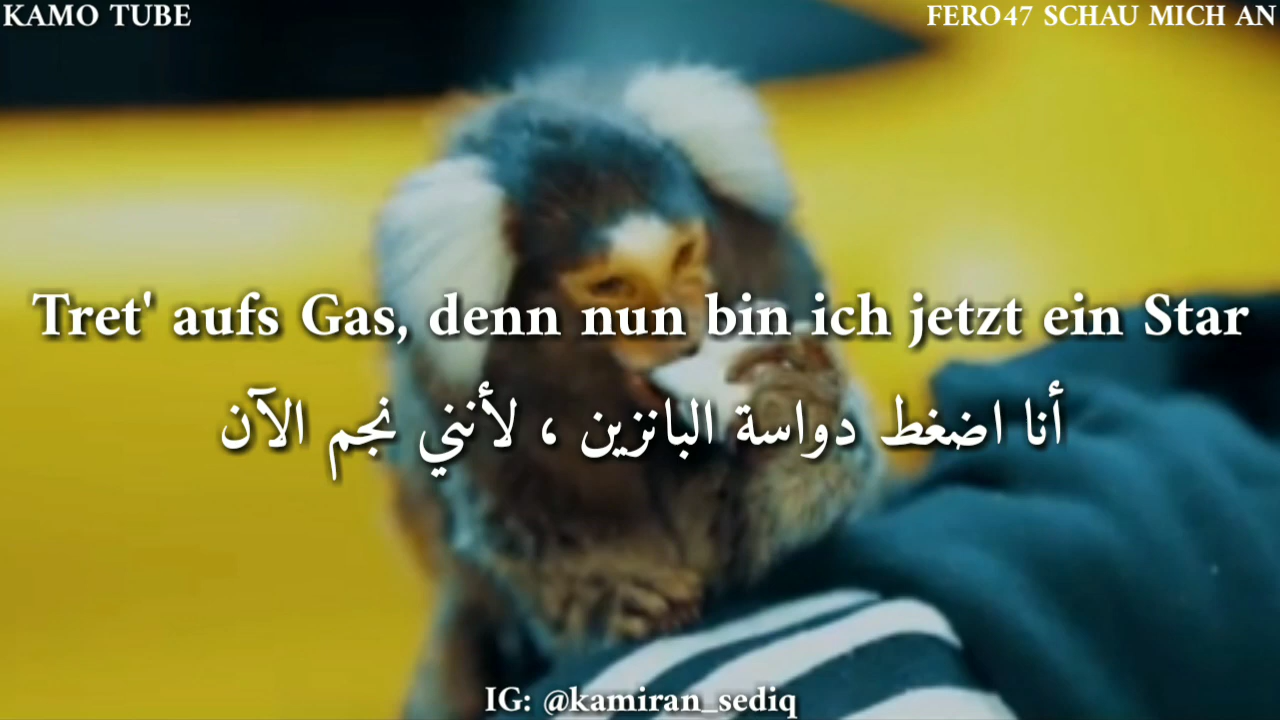 KAMO TUBE
FERO47 SCHAU MICH AN
Tret' aufs Gas, denn nun bin ich jetzt ein Star
أنا اضغط دواسة البانزين ، لأنني نجم الآن
IG: @kamiran_sediq